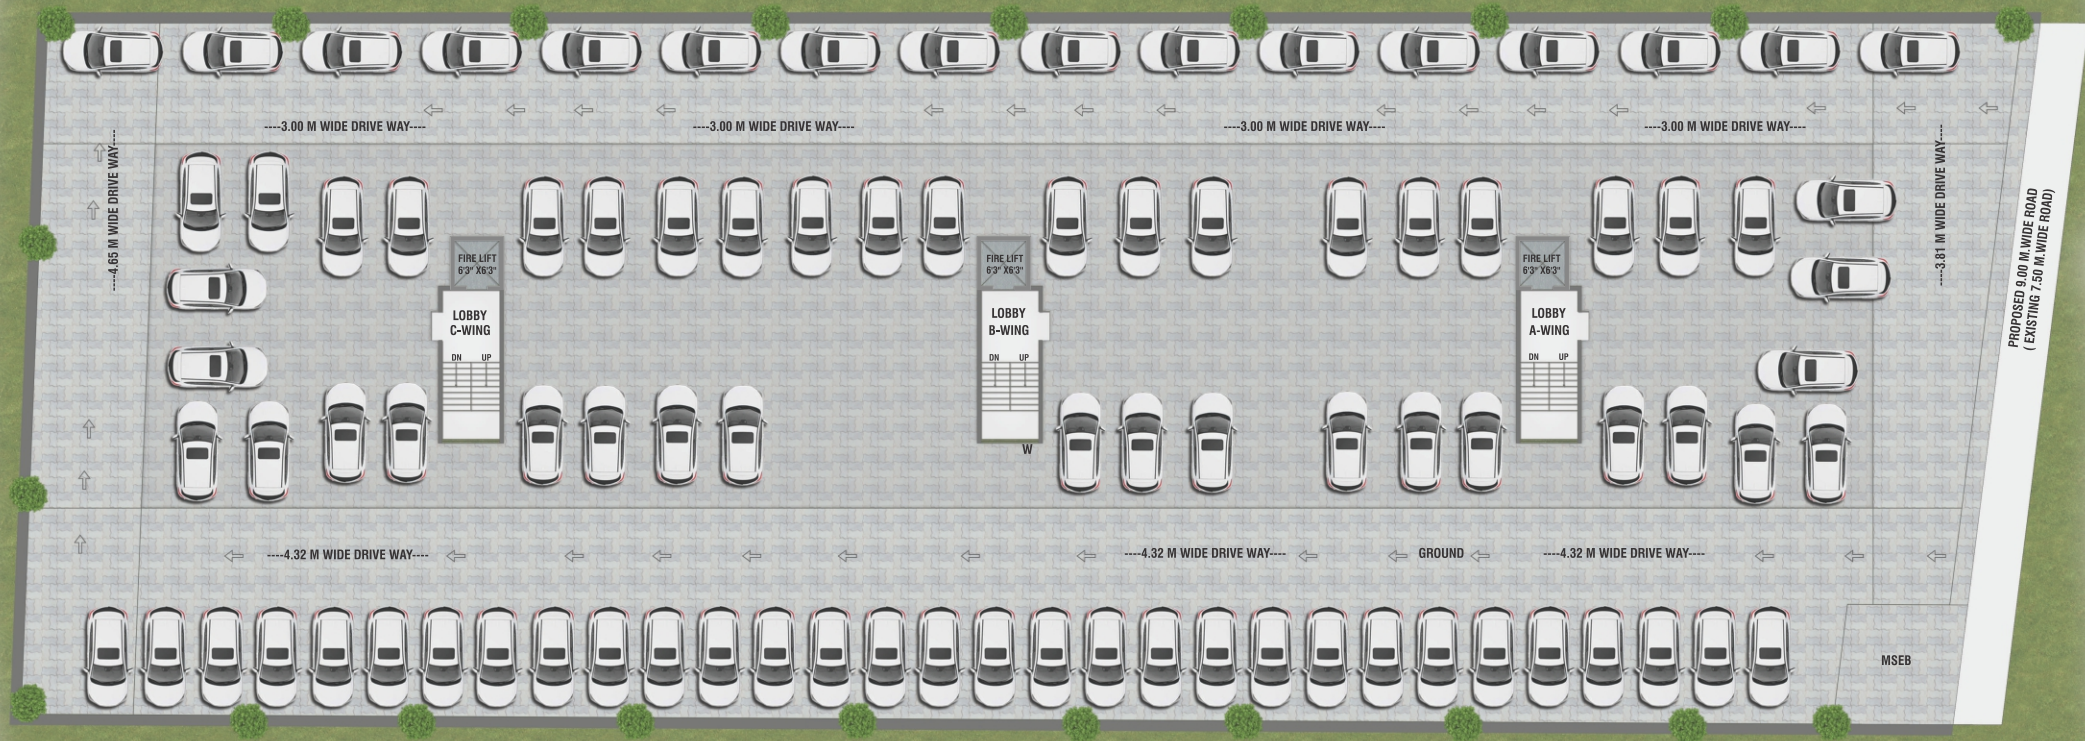 ----3.00 M WIDE DRIVE WAY----
----3.00 M WIDE DRIVE WAY----
----3.00 M WIDE DRIVE WAY----
----3.00 M WIDE DRIVE WAY----
----4.65 M WIDE DRIVE WAY----
----3.81 M WIDE DRIVE WAY----
PROPOSED 9.00 M.WIDE ROAD
( EXISTING 7.50 M.WIDE ROAD)
FIRE LIFT
6'3" X6'3"
LOBBY
C-WING
DN UP
FIRE LIFT
6'3" X6'3"
LOBBY
B-WING
DN UP
W
FIRE LIFT
6'3" X6'3"
LOBBY
A-WING
DN UP
----4.32 M WIDE DRIVE WAY----
----4.32 M WIDE DRIVE WAY----
GROUND
----4.32 M WIDE DRIVE WAY----
MSEB